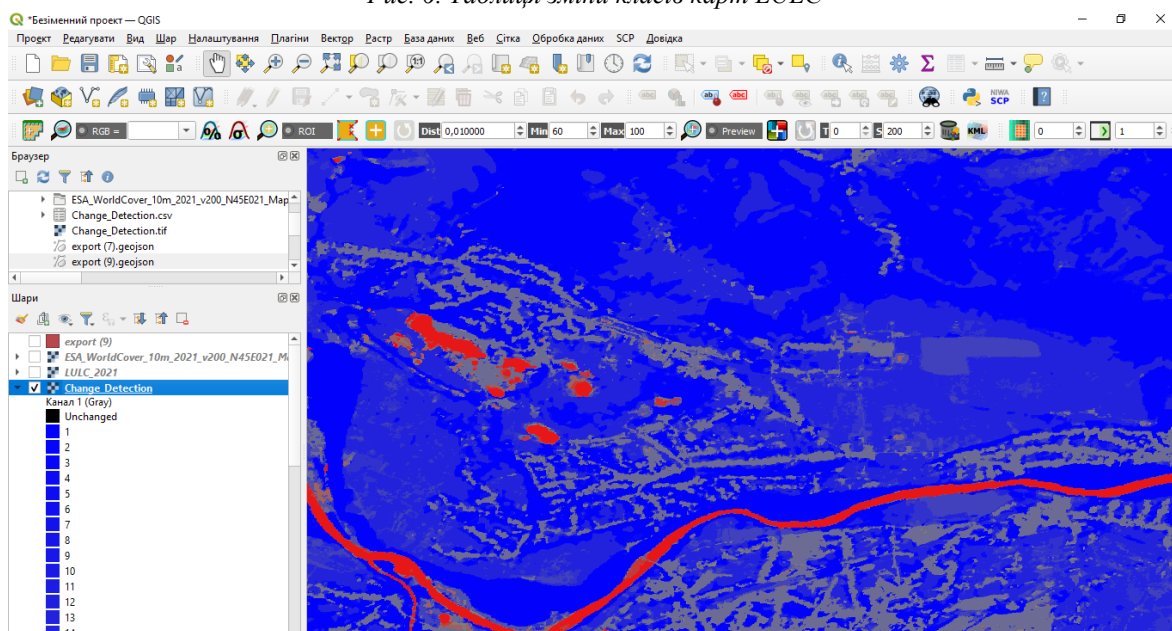 Рис. 6. Таблиця зміни класів карт LULC
*Безіменний проект — QGIS
Проект Редагувати Вид Шар Налаштування Плагіни Вектор Растр База даних Веб Сітка Обробка даних SCP Довідка
NIWA
SCP
RGB = ROI Dist 0,010000 Min 60 Max 100 Preview T 0 S 200 KML 0 1
Браузер
ESA_WorldCover_10m_2021_v200_N45E021_Map
Change_Detection.csv
Change_Detection.tif
export (7).geojson
export (9).geojson
Шари
export (9)
ESA_WorldCover_10m_2021_v200_N45E021_M
LULC_2021
Change_Detection
Канал 1 (Gray)
Unchanged
1
2
3
4
5
6
7
8
9
10
11
12
13